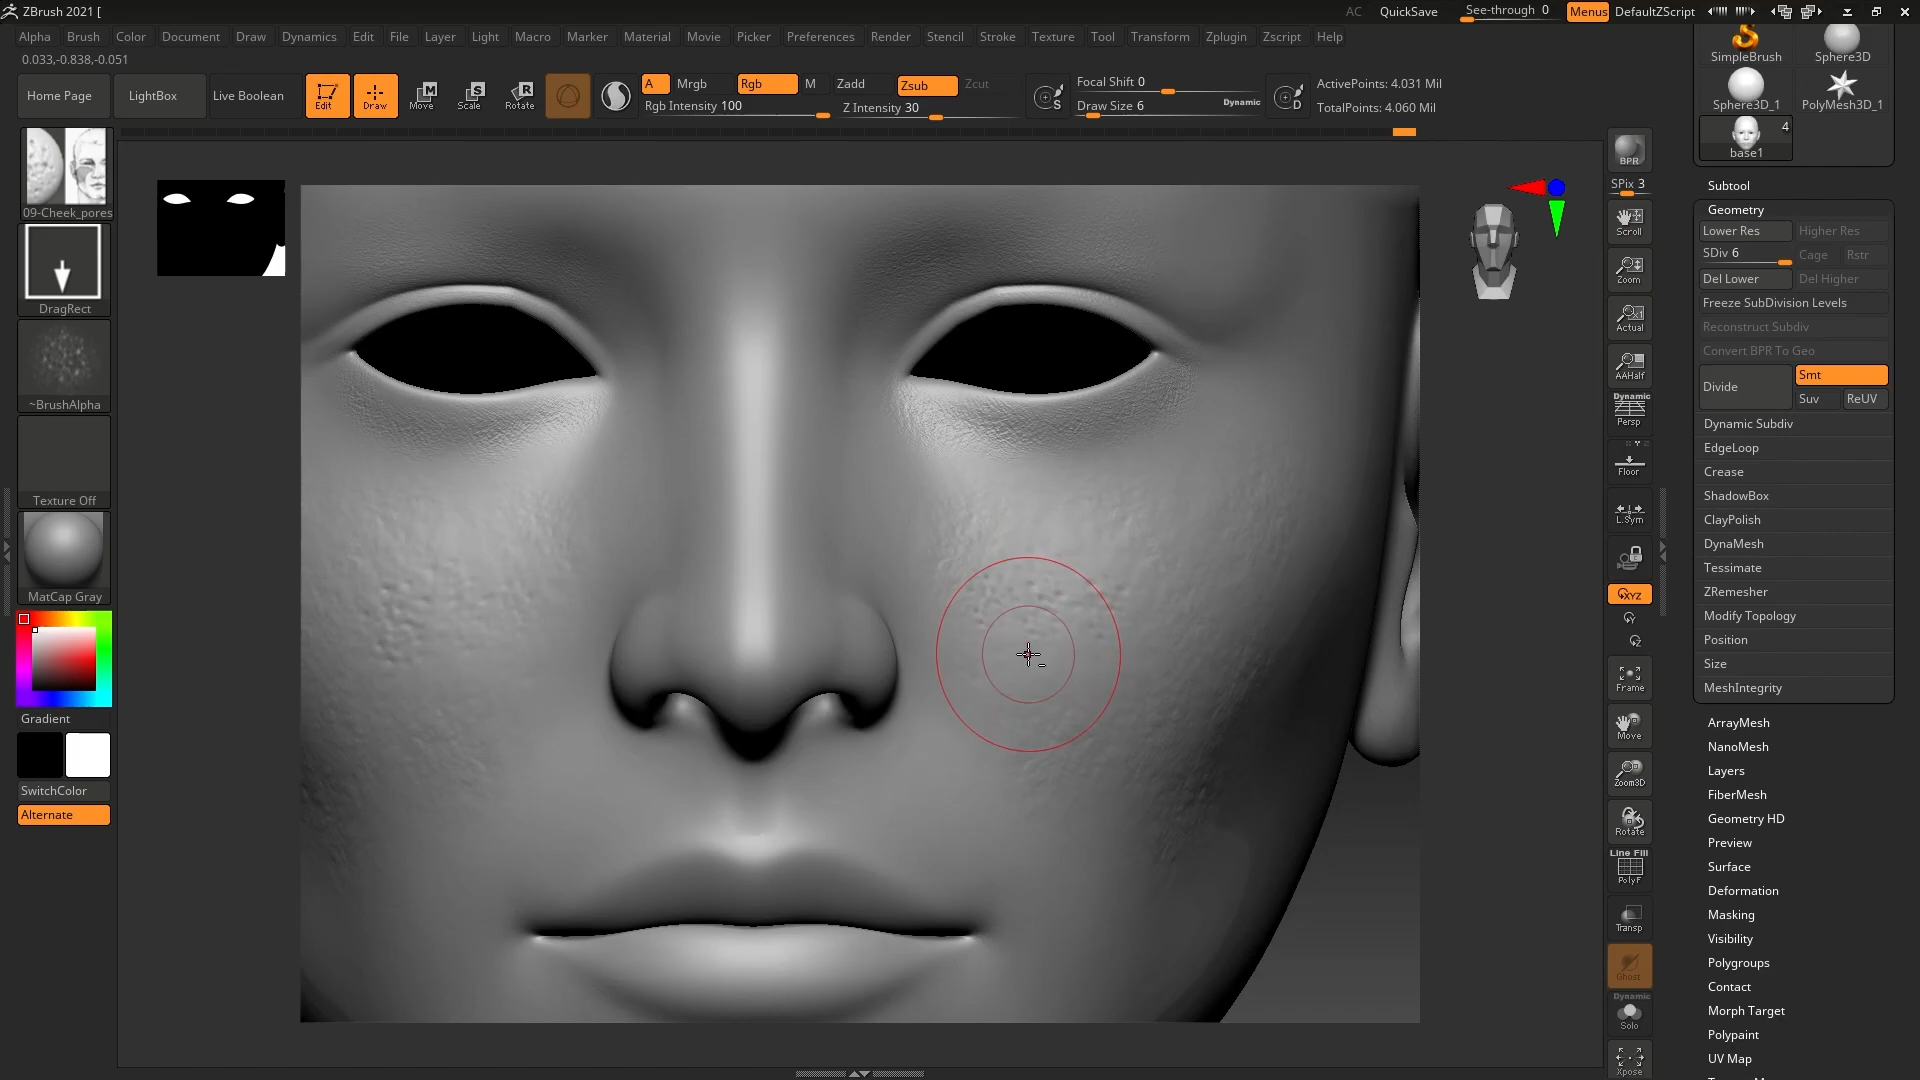 ZBrush 2021 [
AC QuickSave See-through 0 Menus DefaultZScript
Alpha Brush Color Document Draw Dynamics Edit File Layer Light Macro Marker Material Movie Picker Preferences Render Stencil Stroke Texture Tool Transform Zplugin Zscript Help
0.033,-0.838,-0.051
Home Page
LightBox
Live Boolean
Edit
Draw
Move
Scale
Rotate
A Mrgb Rgb M Zadd Zsub Zcut
Rgb Intensity 100 Z Intensity 30
Focal Shift 0
Draw Size 6 Dynamic
S
D
ActivePoints: 4.031 Mil
TotalPoints: 4.060 Mil
09-Cheek_pores
DragRect
~BrushAlpha
Texture Off
MatCap Gray
Gradient
SwitchColor
Alternate
BPR
SPix 3
Scroll
Zoom
Actual
AAHalf
Dynamic
Persp
Floor
L.Sym
XYZ
Frame
Move
Zoom3D
Rotate
Line Fill
PolyF
Transp
Ghost
Dynamic
Solo
Xpose
SimpleBrush Sphere3D
Sphere3D_1 PolyMesh3D_1
4
base1
Subtool
Geometry
Lower Res Higher Res
SDiv 6 Cage Rstr
Del Lower Del Higher
Freeze SubDivision Levels
Reconstruct Subdiv
Convert BPR To Geo
Divide Smt
Suv ReUV
Dynamic Subdiv
EdgeLoop
Crease
ShadowBox
ClayPolish
DynaMesh
Tessimate
ZRemesher
Modify Topology
Position
Size
MeshIntegrity
ArrayMesh
NanoMesh
Layers
FiberMesh
Geometry HD
Preview
Surface
Deformation
Masking
Visibility
Polygroups
Contact
Morph Target
Polypaint
UV Map